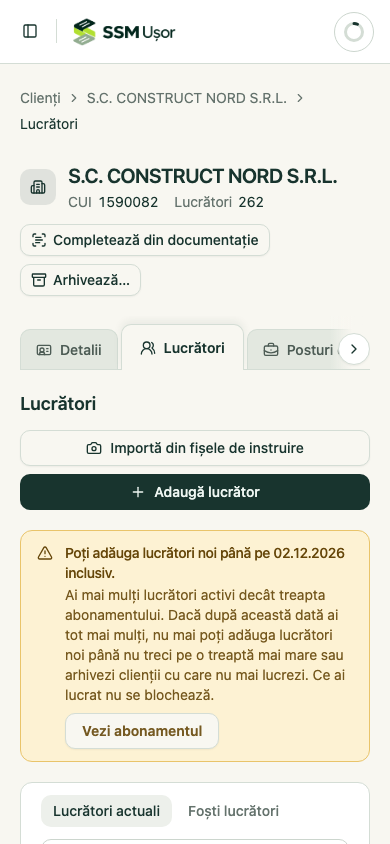 SSM Ușor
Clienți > S.C. CONSTRUCT NORD S.R.L. >
Lucrători
S.C. CONSTRUCT NORD S.R.L.
CUI 1590082 Lucrători 262
Completează din documentație
Arhivează...
Detalii
Lucrători
Posturi
Lucrători
Importă din fișele de instruire
+ Adaugă lucrător
Poți adăuga lucrători noi până pe 02.12.2026
inclusiv.
Ai mai mulți lucrători activi decât treapta
abonamentului. Dacă după această dată ai
tot mai mulți, nu mai poți adăuga lucrători
noi până nu treci pe o treaptă mai mare sau
arhivezi clienții cu care nu mai lucrezi. Ce ai
lucrat nu se blochează.
Vezi abonamentul
Lucrători actuali
Foști lucrători